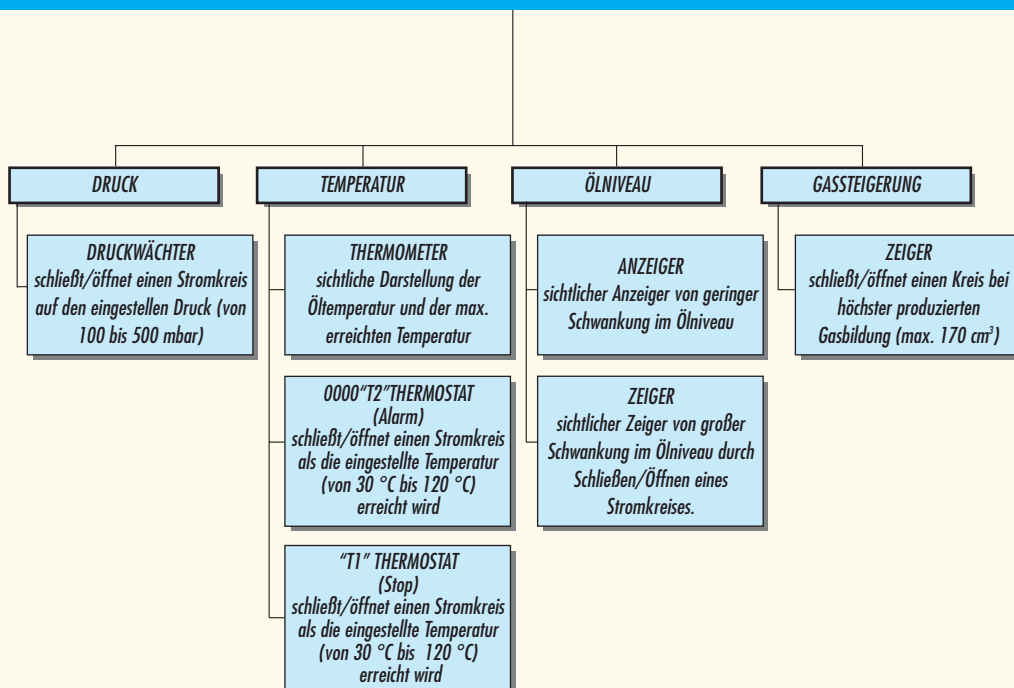 DRUCK
DRUCKWÄCHTER
schließt/öffnet einen Stromkreis
auf den eingestellen Druck (von
100 bis 500 mbar)
TEMPERATUR
THERMOMETER
sichtliche Darstellung der
Öltemperatur und der max.
erreichten Temperatur
0000“T2”THERMOSTAT
(Alarm)
schließt/öffnet einen Stromkreis
als die eingestellte Temperatur
(von 30 °C bis 120 °C)
erreicht wird
“T1” THERMOSTAT
(Stop)
schließt/öffnet einen Stromkreis
als die eingestellte Temperatur
(von 30 °C bis 120 °C)
erreicht wird
ÖLNIVEAU
ANZEIGER
sichtlicher Anzeiger von geringer
Schwankung im Ölniveau
ZEIGER
sichtlicher Zeiger von großer
Schwankung im Ölniveau durch
Schließen/Öffnen eines
Stromkreises.
GASSTEIGERUNG
ZEIGER
schließt/öffnet einen Kreis bei
höchster produzierten
Gasbildung (max. 170 cm³)